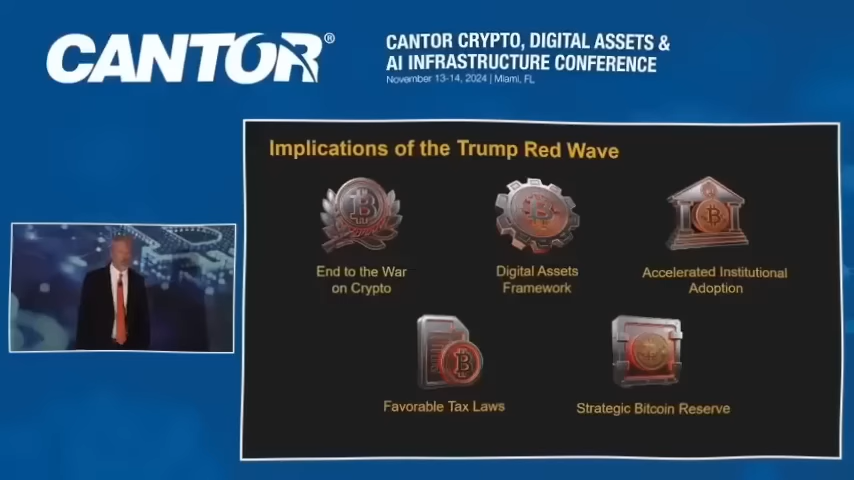 CANTOR®
CANTOR CRYPTO, DIGITAL ASSETS &
AI INFRASTRUCTURE CONFERENCE
November 13-14, 2024 | Miami, FL
Implications of the Trump Red Wave
End to the War
on Crypto
Digital Assets
Framework
Accelerated Institutional
Adoption
Favorable Tax Laws
Strategic Bitcoin Reserve